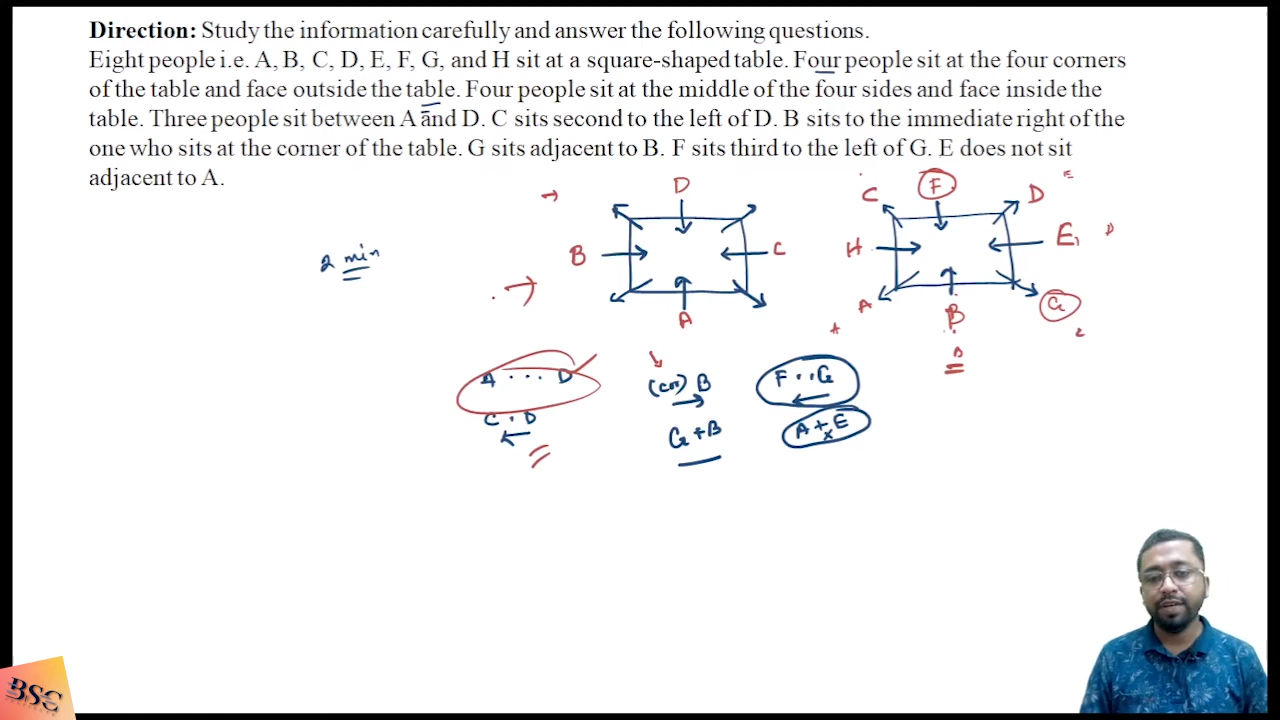 Direction: Study the information carefully and answer the following questions.
Eight people i.e. A, B, C, D, E, F, G, and H sit at a square-shaped table. Four people sit at the four corners
of the table and face outside the table. Four people sit at the middle of the four sides and face inside the
table. Three people sit between A and D. C sits second to the left of D. B sits to the immediate right of the
one who sits at the corner of the table. G sits adjacent to B. F sits third to the left of G. E does not sit
adjacent to A.
D
C F D
B C
H E
2 min
A
A B G
A . . . D
(cor) B
F . . G
C . D
G + B
A + E
x
BSC